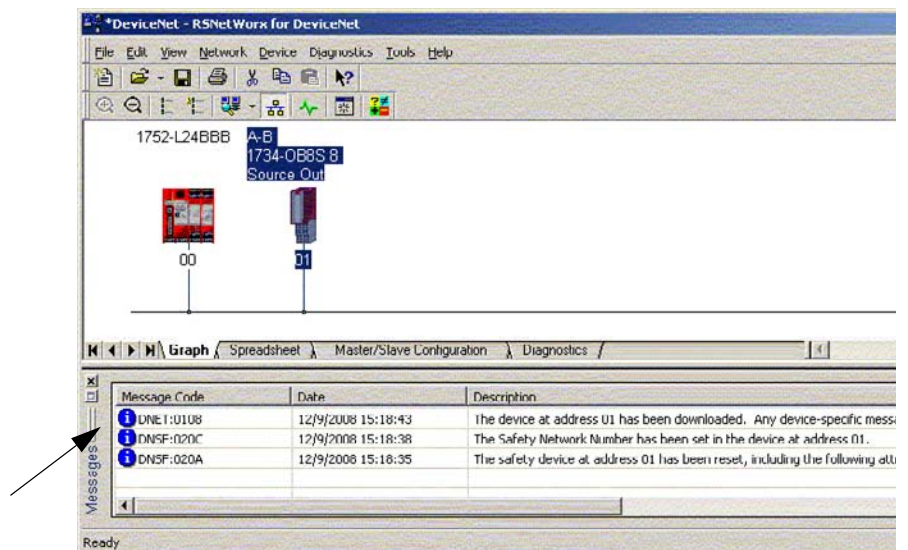 *DeviceNet - RSNetWorx for DeviceNet
File Edit View Network Device Diagnostics Tools Help
1752-L24BBB
A-B
1734-OB8S 8
Source Out
00
01
Graph Spreadsheet Master/Slave Configuration Diagnostics
Messages
Message Code Date Description
DNET:0108 12/9/2008 15:18:43 The device at address 01 has been downloaded. Any device-specific messa
DNSF:020C 12/9/2008 15:18:38 The Safety Network Number has been set in the device at address 01.
DNSF:020A 12/9/2008 15:18:35 The safety device at address 01 has been reset, including the following att
Ready